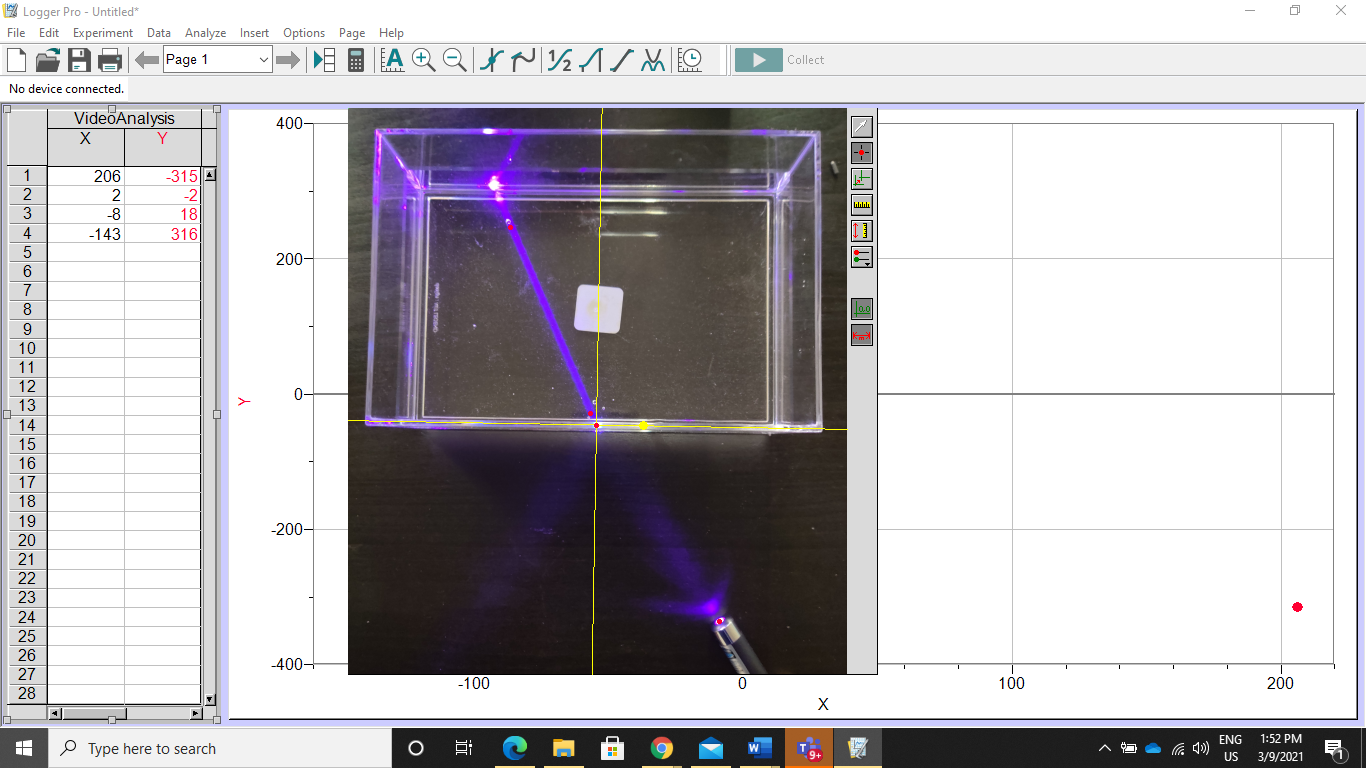 Logger Pro - Untitled*
File Edit Experiment Data Analyze Insert Options Page Help
Page 1
Collect
No device connected.
VideoAnalysis
X Y
1 206 -315
2 2 -2
3 -8 18
4 -143 316
5
6
7
8
9
10
11
12
13
14
15
16
17
18
19
20
21
22
23
24
25
26
27
28
400
200
0
-200
-400
Y
-100 0 100 200
X
Type here to search
9+
ENG
US
1:52 PM
3/9/2021
1